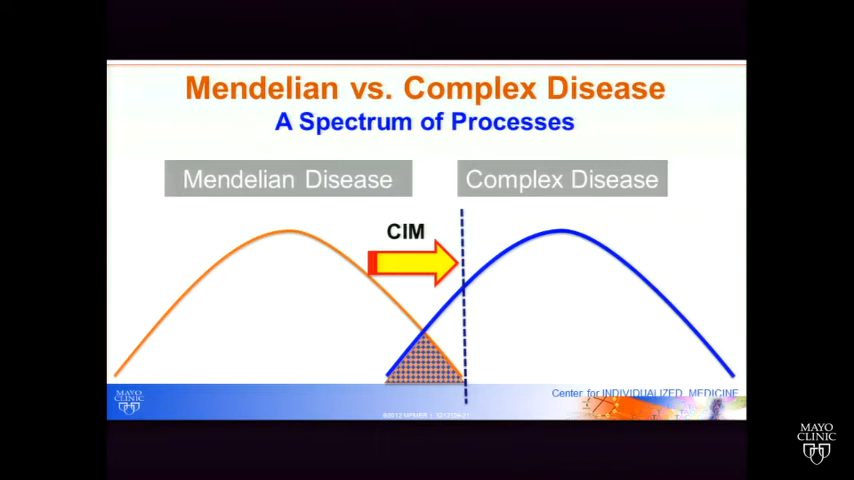 Mendelian vs. Complex Disease
A Spectrum of Processes
Mendelian Disease
Complex Disease
CIM
Center for INDIVIDUALIZED MEDICINE
MAYO
CLINIC
MAYO
CLINIC